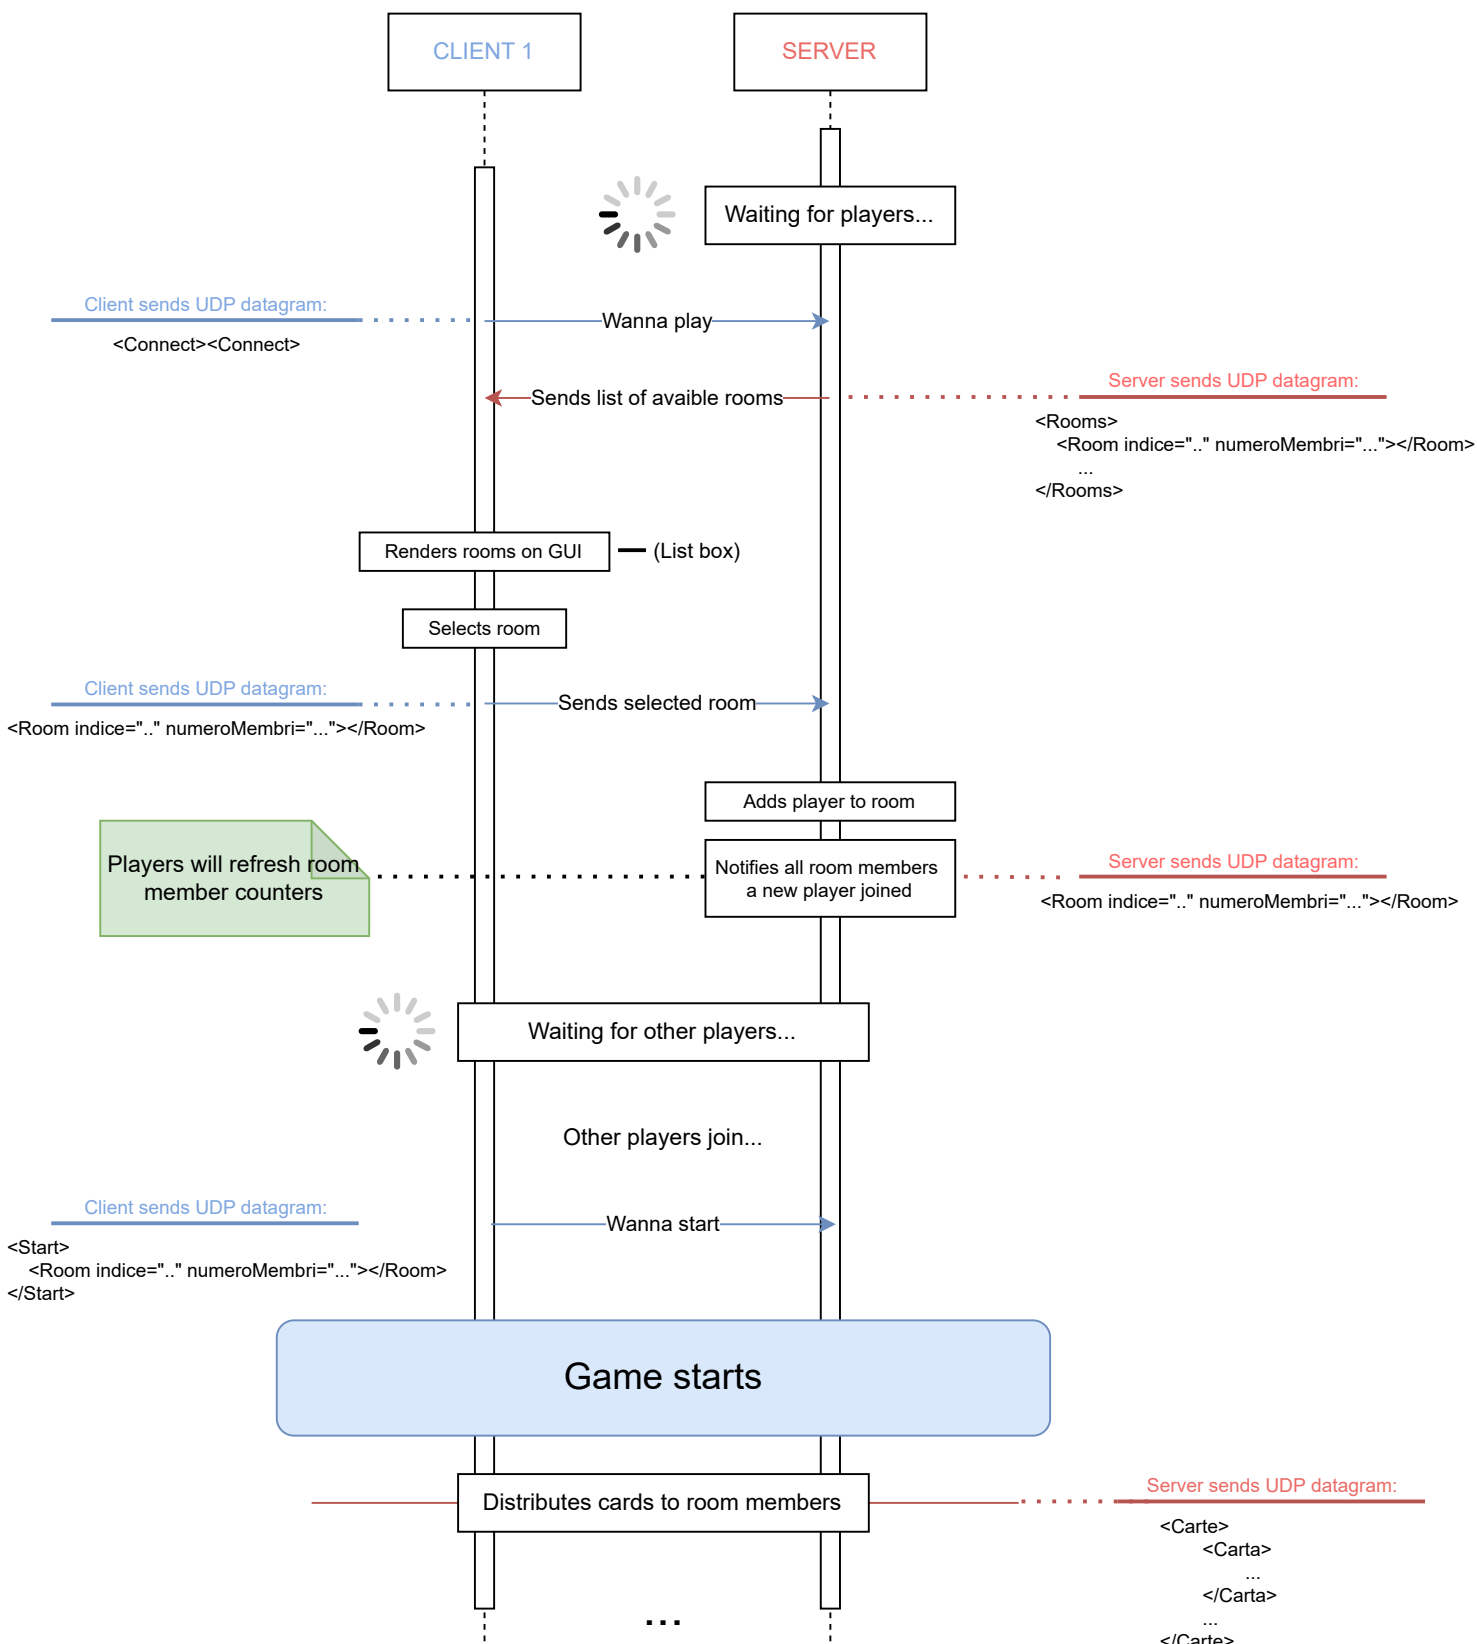 CLIENT 1
SERVER
Waiting for players...
Client sends UDP datagram:
<Connect><Connect>
Wanna play
Sends list of avaible rooms
Server sends UDP datagram:
<Rooms>
<Room indice=".." numeroMembri="..."></Room>
...
</Rooms>
Renders rooms on GUI
(List box)
Selects room
Client sends UDP datagram:
<Room indice=".." numeroMembri="..."></Room>
Sends selected room
Adds player to room
Players will refresh room
member counters
Notifies all room members
a new player joined
Server sends UDP datagram:
<Room indice=".." numeroMembri="..."></Room>
Waiting for other players...
Other players join...
Client sends UDP datagram:
<Start>
<Room indice=".." numeroMembri="..."></Room>
</Start>
Wanna start
Game starts
Distributes cards to room members
Server sends UDP datagram:
<Carte>
<Carta>
...
</Carta>
...
</Carte>
...